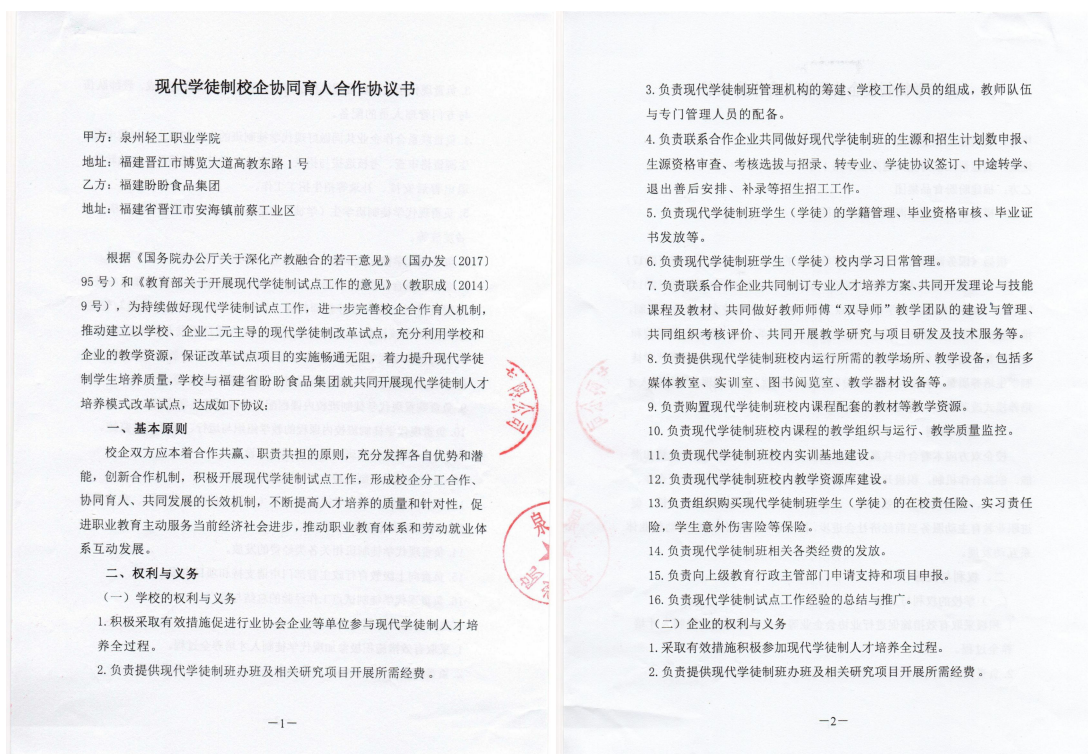 现代学徒制校企协同育人合作协议书
甲方：泉州轻工职业学院
地址：福建晋江市博览大道高教东路1号
乙方：福建盼盼食品集团
地址：福建省晋江市安海镇前蔡工业区
根据《国务院办公厅关于深化产教融合的若干意见》（国办发〔2017〕
95号）和《教育部关于开展现代学徒制试点工作的意见》（教职成〔2014〕
9号），为持续做好现代学徒制试点工作，进一步完善校企合作育人机制，
推动建立以学校、企业二元主导的现代学徒制改革试点，充分利用学校和
企业的教学资源，保证改革试点项目的实施畅通无阻，着力提升现代学徒
制学生培养质量，学校与福建省盼盼食品集团就共同开展现代学徒制人才
培养模式改革试点，达成如下协议：
一、基本原则
校企双方应本着合作共赢、职责共担的原则，充分发挥各自优势和潜
能，创新合作机制，积极开展现代学徒制试点工作，形成校企分工合作、
协同育人、共同发展的长效机制，不断提高人才培养的质量和针对性，促
进职业教育主动服务当前经济社会进步，推动职业教育体系和劳动就业体
系互动发展。
二、权利与义务
（一）学校的权利与义务
1.积极采取有效措施促进行业协会企业等单位参与现代学徒制人才培
养全过程。
2.负责提供现代学徒制班办班及相关研究项目开展所需经费。
—1—
3.负责现代学徒制班管理机构的筹建、学校工作人员的组成，教师队伍
与专门管理人员的配备。
4.负责联系合作企业共同做好现代学徒制班的生源和招生计划数申报、
生源资格审查、考核选拔与招录、转专业、学徒协议签订、中途转学、
退出善后安排、补录等招生招工工作。
5.负责现代学徒制班学生（学徒）的学籍管理、毕业资格审核、毕业证
书发放等。
6.负责现代学徒制班学生（学徒）校内学习日常管理。
7.负责联系合作企业共同制订专业人才培养方案、共同开发理论与技能
课程及教材、共同做好教师师傅“双导师”教学团队的建设与管理、
共同组织考核评价、共同开展教学研究与项目研发及技术服务等。
8.负责提供现代学徒制班校内运行所需的教学场所、教学设备，包括多
媒体教室、实训室、图书阅览室、教学器材设备等。
9.负责购置现代学徒制班校内课程配套的教材等教学资源。
10.负责现代学徒制班校内课程的教学组织与运行、教学质量监控。
11.负责现代学徒制班校内实训基地建设。
12.负责现代学徒制班校内教学资源库建设。
13.负责组织购买现代学徒制班学生（学徒）的在校责任险、实习责任
险，学生意外伤害险等保险。
14.负责现代学徒制班相关各类经费的发放。
15.负责向上级教育行政主管部门申请支持和项目申报。
16.负责现代学徒制试点工作经验的总结与推广。
（二）企业的权利与义务
1.采取有效措施积极参加现代学徒制人才培养全过程。
2.负责提供现代学徒制班办班及相关研究项目开展所需经费。
—2—